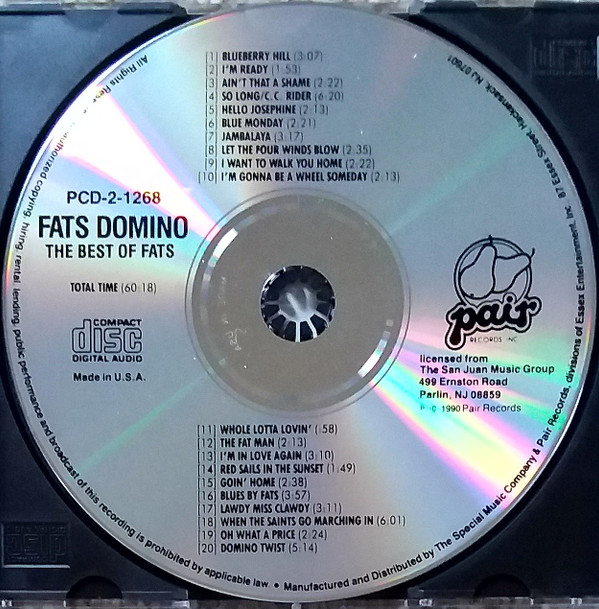 [1] BLUEBERRY HILL (3:07)
[2] I'M READY (1:53)
[3] AIN'T THAT A SHAME (2:22)
[4] SO LONG/C.C. RIDER (6:20)
[5] HELLO JOSEPHINE (2:13)
[6] BLUE MONDAY (2:21)
[7] JAMBALAYA (3:17)
[8] LET THE FOUR WINDS BLOW (2:35)
[9] I WANT TO WALK YOU HOME (2:22)
[10] I'M GONNA BE A WHEEL SOMEDAY (2:13)
PCD-2-1268
FATS DOMINO
THE BEST OF FATS
TOTAL TIME (60:18)
COMPACT
disc
DIGITAL AUDIO
Made in U.S.A.
pair
RECORDS INC
licensed from
The San Juan Music Group
499 Ernston Road
Parlin, NJ 08859
℗ © 1990 Pair Records
[11] WHOLE LOTTA LOVIN' (:58)
[12] THE FAT MAN (2:13)
[13] I'M IN LOVE AGAIN (3:10)
[14] RED SAILS IN THE SUNSET (1:49)
[15] GOIN' HOME (2:38)
[16] BLUES BY FATS (3:57)
[17] LAWDY MISS CLAWDY (3:11)
[18] WHEN THE SAINTS GO MARCHING IN (6:01)
[19] OH WHAT A PRICE (2:24)
[20] DOMINO TWIST (5:14)
All Rights copying, hiring, rental lending, public performance and broadcast of this recording is prohibited by applicable law. • Manufactured and Distributed by The Special Music Company & Pair Records, divisions of Essex Entertainment, Inc. 87 Essex Street, Hackensack, NJ 07601